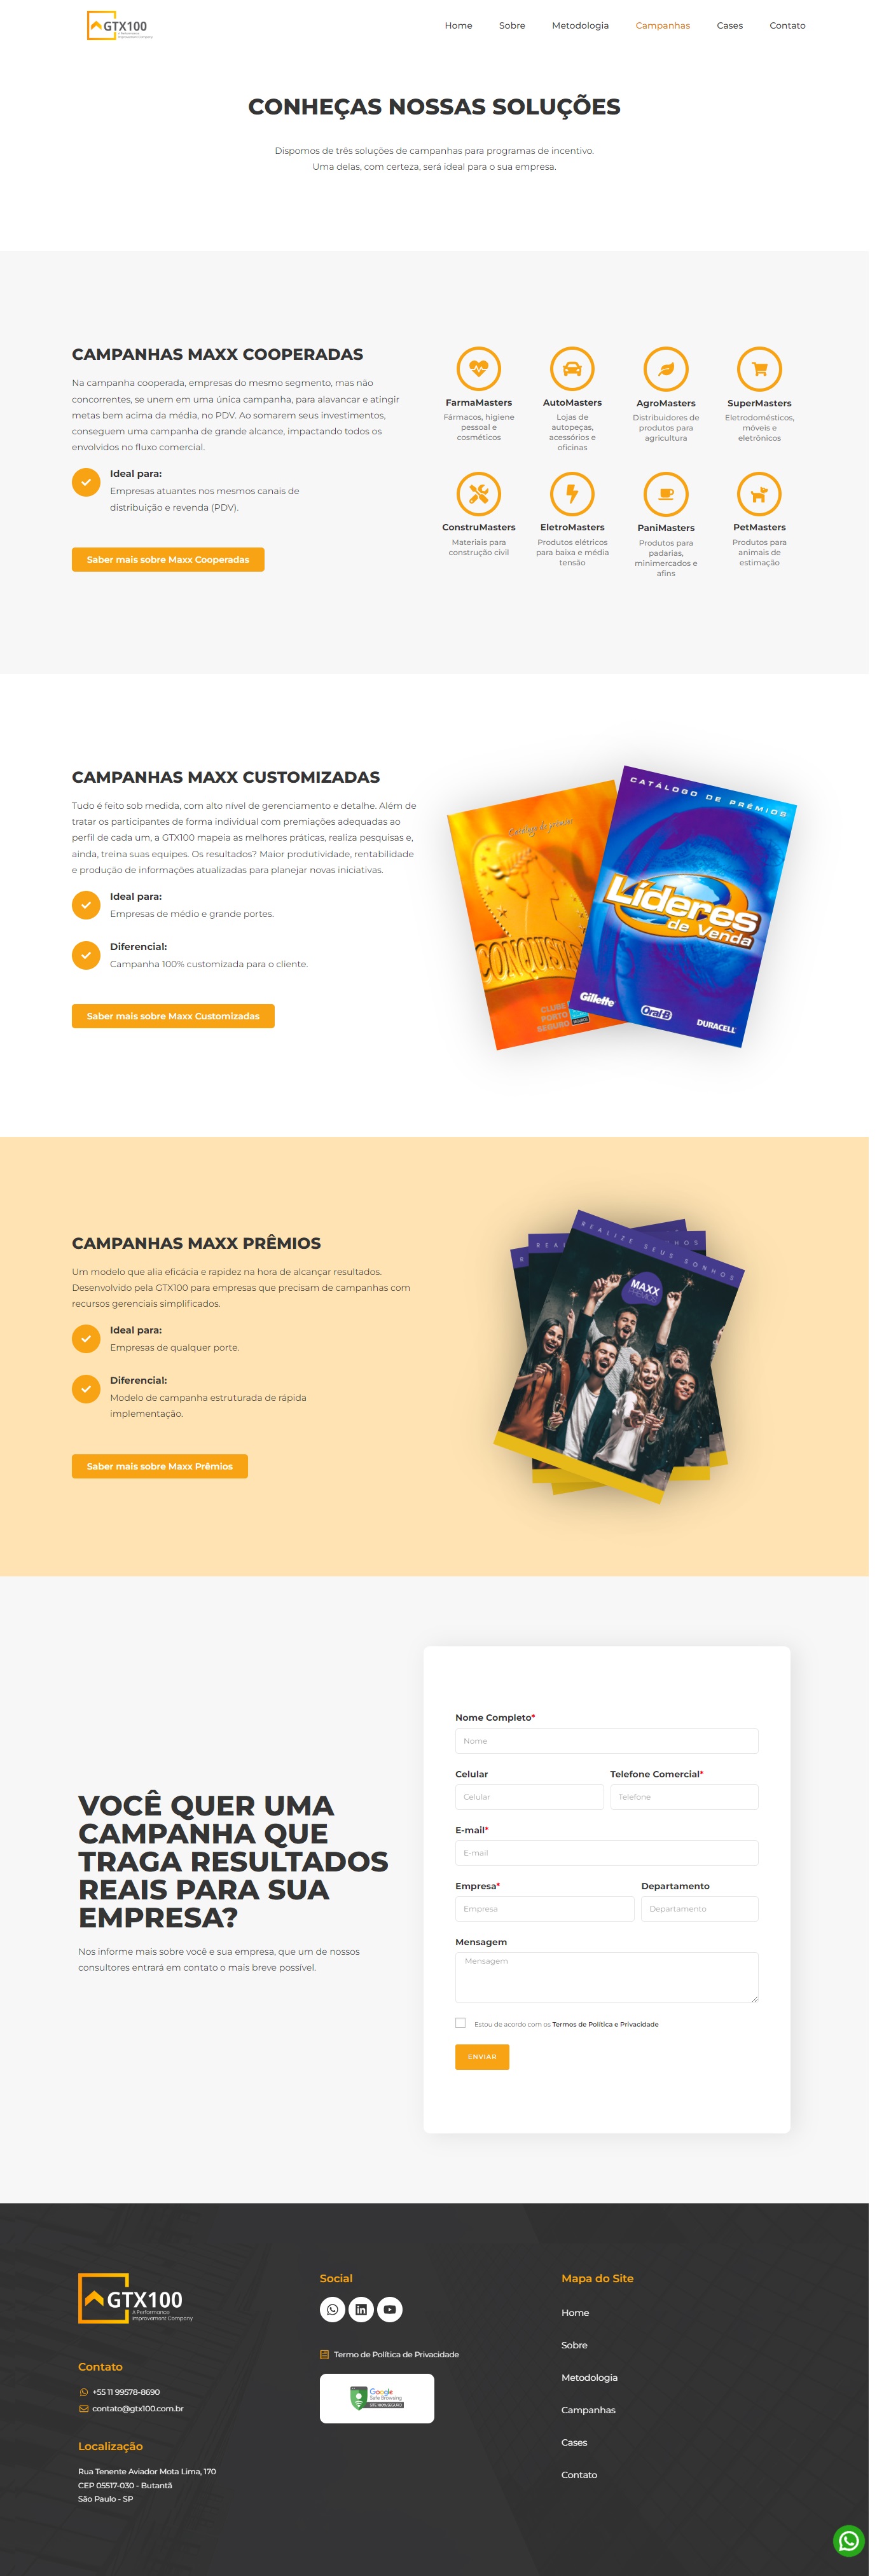 GTX100
Home
Sobre
Metodologia
Campanhas
Cases
Contato
CONHEÇAS NOSSAS SOLUÇÕES
Dispomos de três soluções de campanhas para programas de incentivo.
Uma delas, com certeza, será ideal para o sua empresa.
CAMPANHAS MAXX COOPERADAS
Na campanha cooperada, empresas do mesmo segmento, mas não
concorrentes, se unem em uma única campanha, para alavancar e atingir
metas bem acima da média, no PDV. Ao somarem seus investimentos,
conseguem uma campanha de grande alcance, impactando todos os
envolvidos no fluxo comercial.
Ideal para:
Empresas atuantes nos mesmos canais de
distribuição e revenda (PDV).
Saber mais sobre Maxx Cooperadas
FarmaMasters
Fármacos, higiene
pessoal e
cosméticos
AutoMasters
Lojas de
autopeças,
acessórios e
oficinas
AgroMasters
Distribuidores de
produtos para
agricultura
SuperMasters
Eletrodomésticos,
móveis e
eletrônicos
ConstruMasters
Materiais para
construção civil
EletroMasters
Produtos elétricos
para baixa e média
tensão
PaniMasters
Produtos para
padarias,
minimercados e
afins
PetMasters
Produtos para
animais de
estimação
CAMPANHAS MAXX CUSTOMIZADAS
Tudo é feito sob medida, com alto nível de gerenciamento e detalhe. Além de
tratar os participantes de forma individual com premiações adequadas ao
perfil de cada um, a GTX100 mapeia as melhores práticas, realiza pesquisas e,
ainda, treina suas equipes. Os resultados? Maior produtividade, rentabilidade
e produção de informações atualizadas para planejar novas iniciativas.
Ideal para:
Empresas de médio e grande portes.
Diferencial:
Campanha 100% customizada para o cliente.
Saber mais sobre Maxx Customizadas
Catálogo de prêmios
CLUBE
PORTO
SEGURO
CATÁLOGO DE PRÊMIOS
Líderes
de Venda
Gillette
Oral-B
DURACELL
CAMPANHAS MAXX PRÊMIOS
Um modelo que alia eficácia e rapidez na hora de alcançar resultados.
Desenvolvido pela GTX100 para empresas que precisam de campanhas com
recursos gerenciais simplificados.
Ideal para:
Empresas de qualquer porte.
Diferencial:
Modelo de campanha estruturada de rápida
implementação.
Saber mais sobre Maxx Prêmios
REALIZE SEUS SONHOS
MAXX
VOCÊ QUER UMA
CAMPANHA QUE
TRAGA RESULTADOS
REAIS PARA SUA
EMPRESA?
Nos informe mais sobre você e sua empresa, que um de nossos
consultores entrará em contato o mais breve possível.
Nome Completo*
Nome
Celular
Telefone Comercial*
Celular
Telefone
E-mail*
E-mail
Empresa*
Departamento
Empresa
Departamento
Mensagem
Mensagem
Estou de acordo com os Termos de Política e Privacidade
ENVIAR
GTX100
A Performance
Improvement Company
Contato
+55 11 99578-8690
contato@gtx100.com.br
Localização
Rua Tenente Aviador Mota Lima, 170
CEP 05517-030 - Butantã
São Paulo - SP
Social
Termo de Política de Privacidade
Google
Safe Browsing
SITE 100% SEGURO
Mapa do Site
Home
Sobre
Metodologia
Campanhas
Cases
Contato